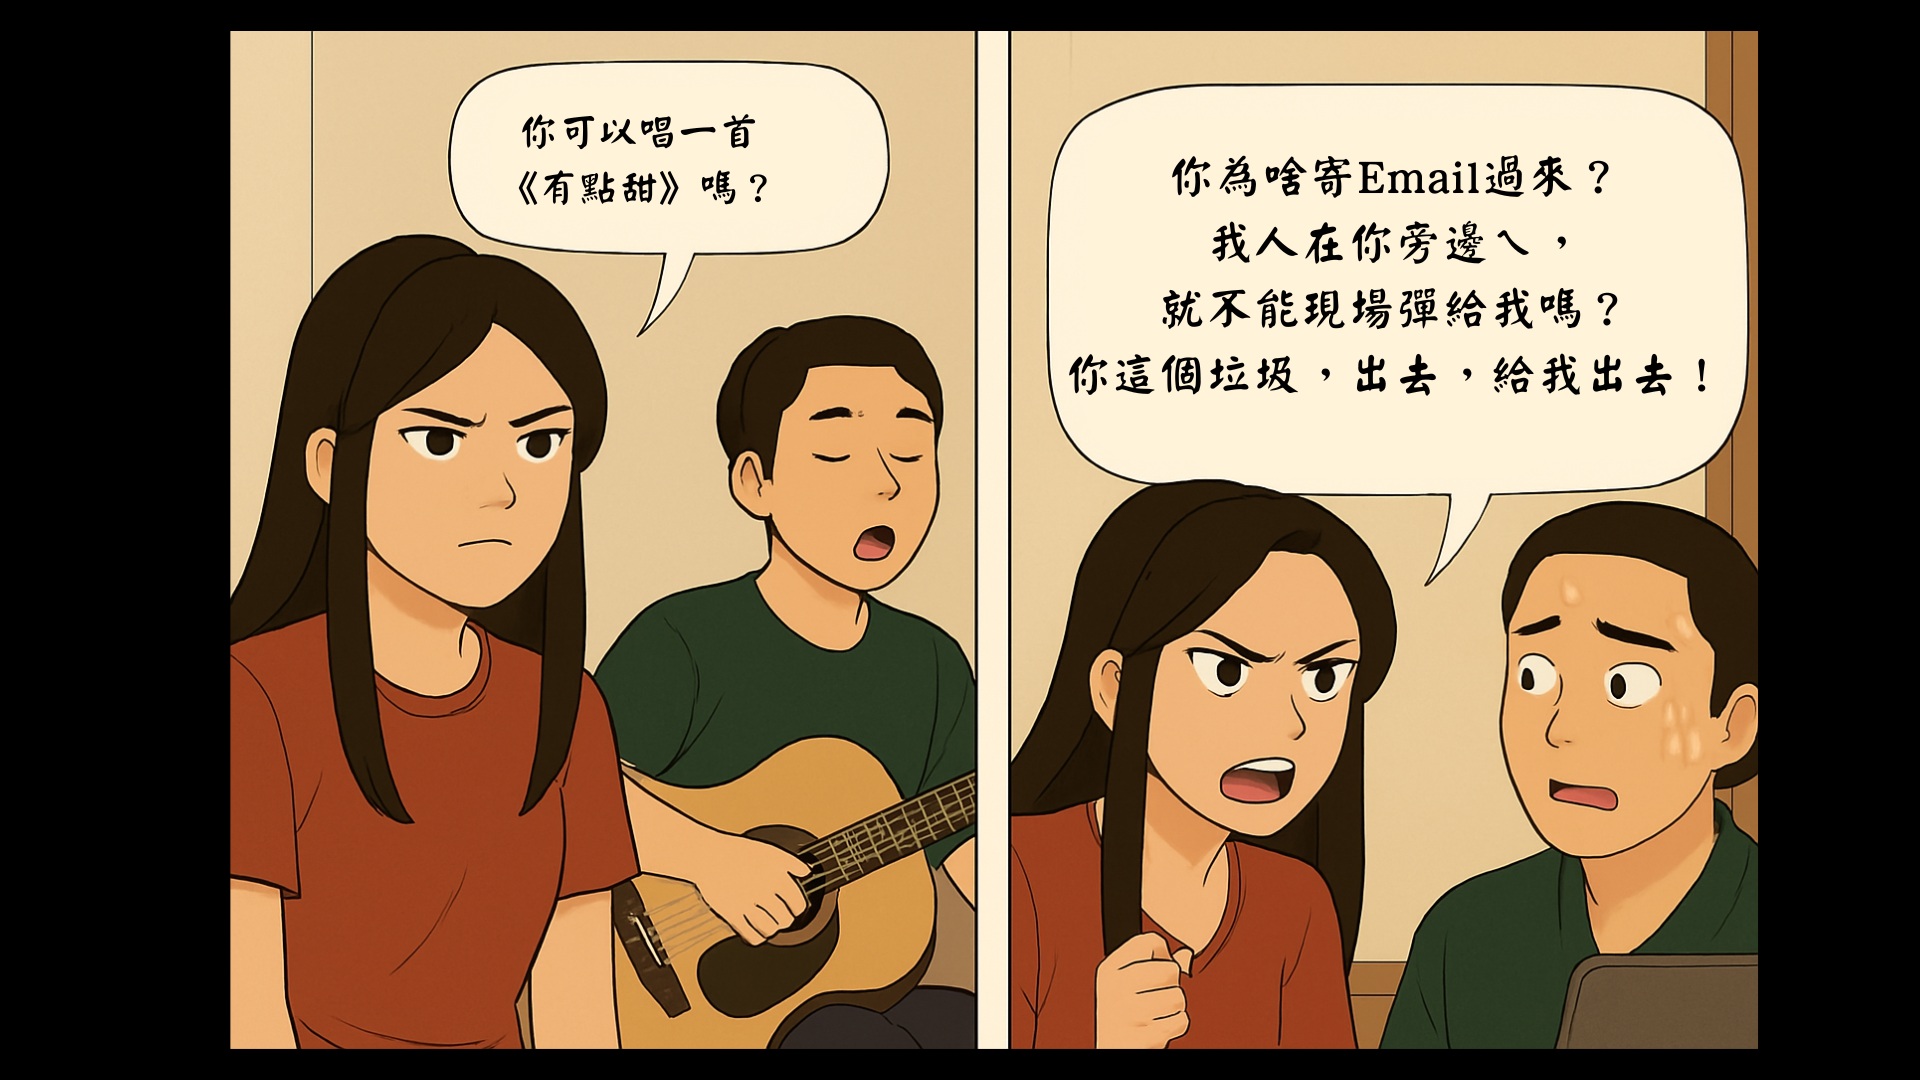 你可以唱一首
《有點甜》嗎？
你為啥寄Email過來？
我人在你旁邊ㄟ，
就不能現場彈給我嗎？
你這個垃圾，出去，給我出去！